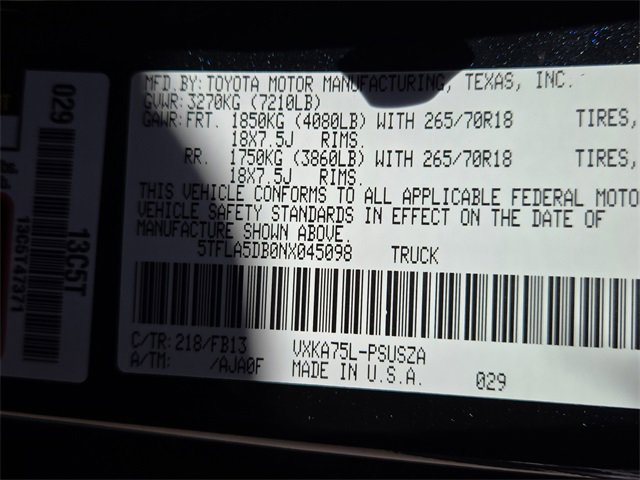 MFD.BY: TOYOTA MOTOR MANUFACTURING, TEXAS, INC.
GVWR: 3270KG (7210LB)
GAWR: FRT. 1850KG (4080LB) WITH 265/70R18 TIRES,
18X7.5J RIMS.
RR. 1750KG (3860LB) WITH 265/70R18 TIRES,
18X7.5J RIMS.
THIS VEHICLE CONFORMS TO ALL APPLICABLE FEDERAL MOTO
VEHICLE SAFETY STANDARDS IN EFFECT ON THE DATE OF
MANUFACTURE SHOWN ABOVE.
5TFLA5DB0NX045098 TRUCK
C/TR: 218/FB13 VXKA75L-PSUSZA
A/TM: /AJA0F MADE IN U.S.A. 029
029
13C5T
13C5T47371